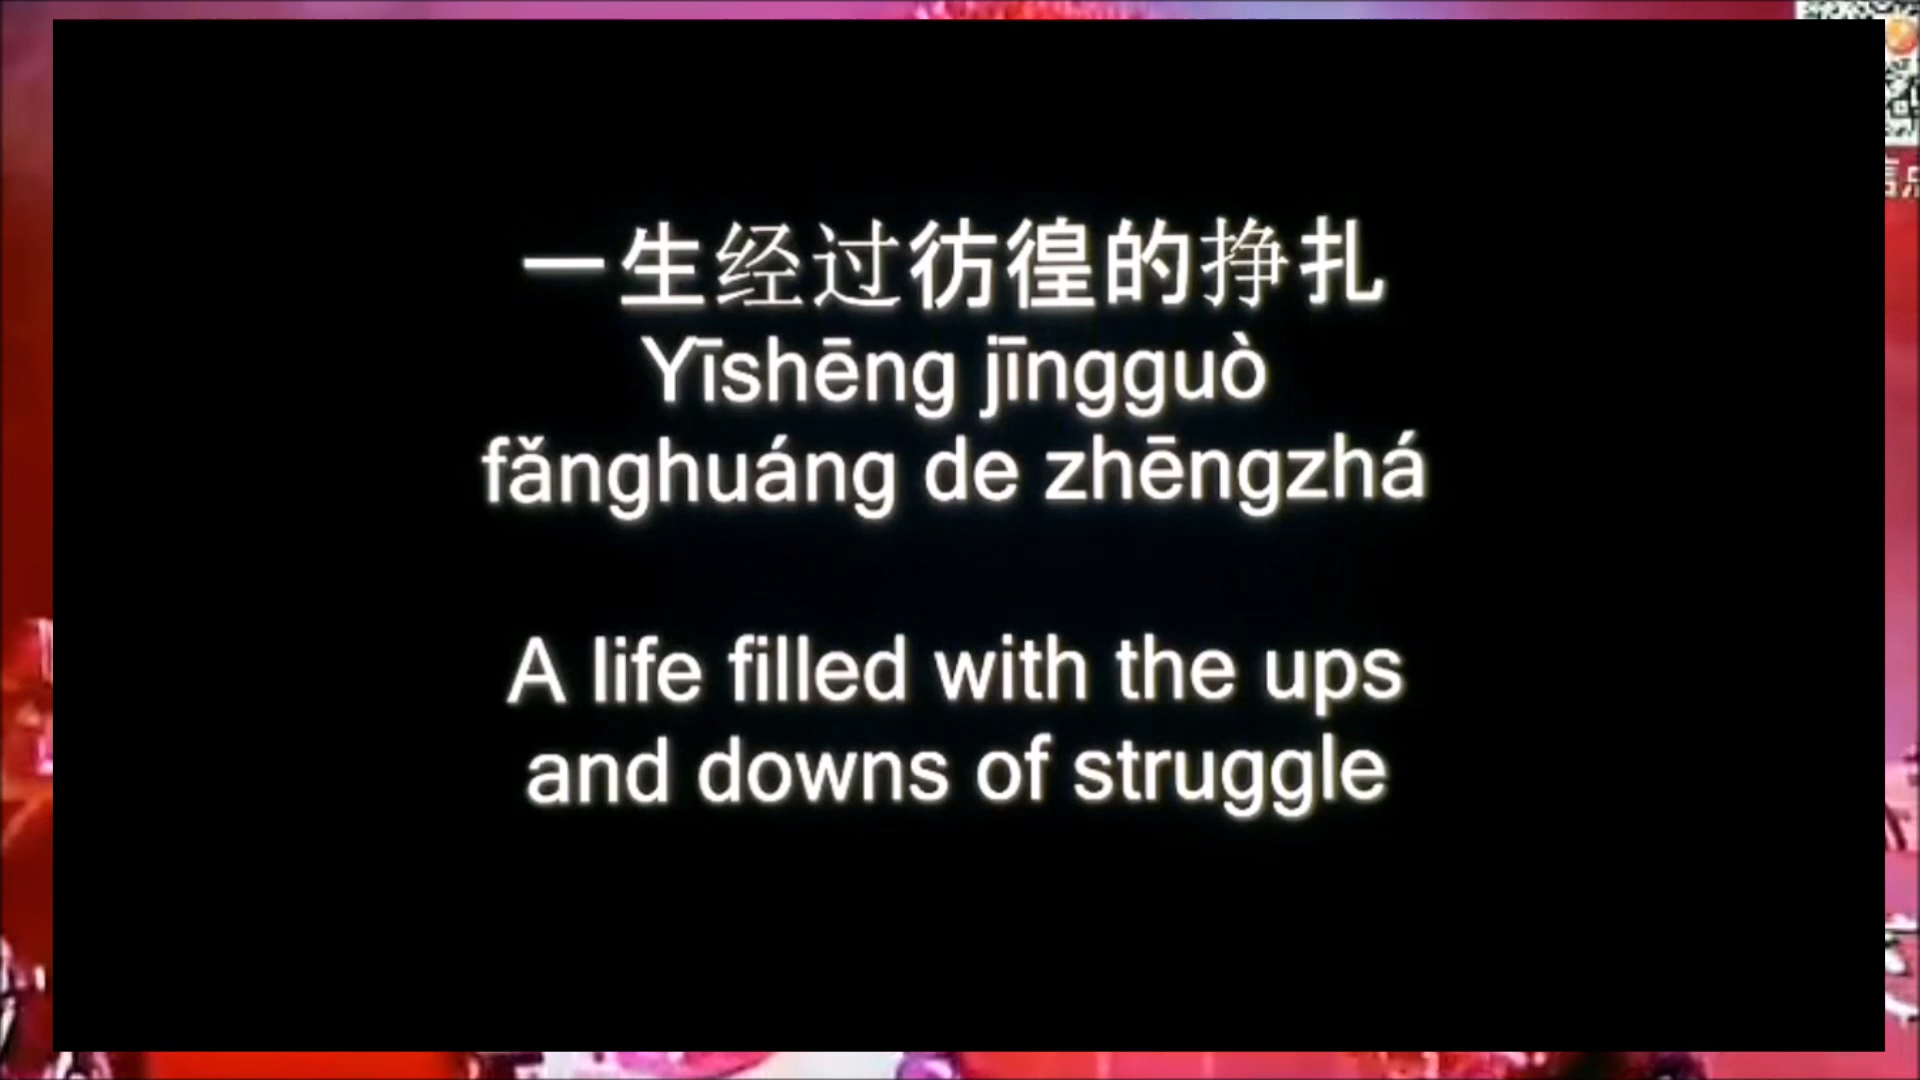 一生经过彷徨的挣扎
Yīshēng jīngguò
fǎnghuáng de zhēngzhá
A life filled with the ups
and downs of struggle